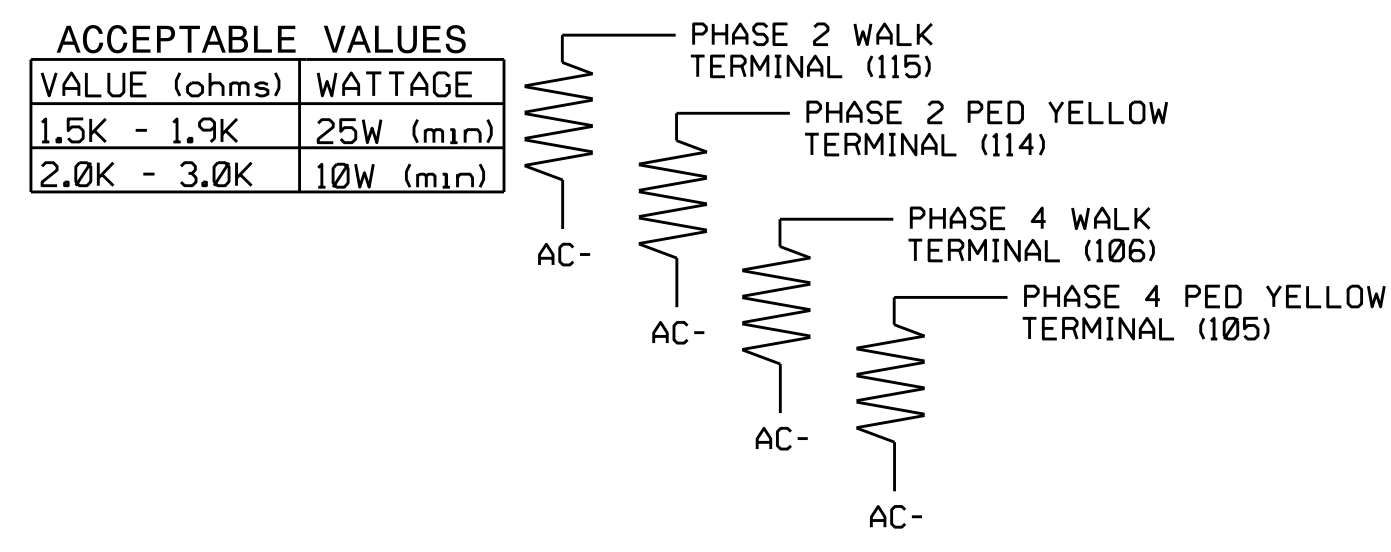 ACCEPTABLE VALUES
VALUE (ohms) WATTAGE
1.5K - 1.9K 25W (min)
2.0K - 3.0K 10W (min)
PHASE 2 WALK
TERMINAL (115)
AC-
PHASE 2 PED YELLOW
TERMINAL (114)
AC-
PHASE 4 WALK
TERMINAL (106)
AC-
PHASE 4 PED YELLOW
TERMINAL (105)
AC-